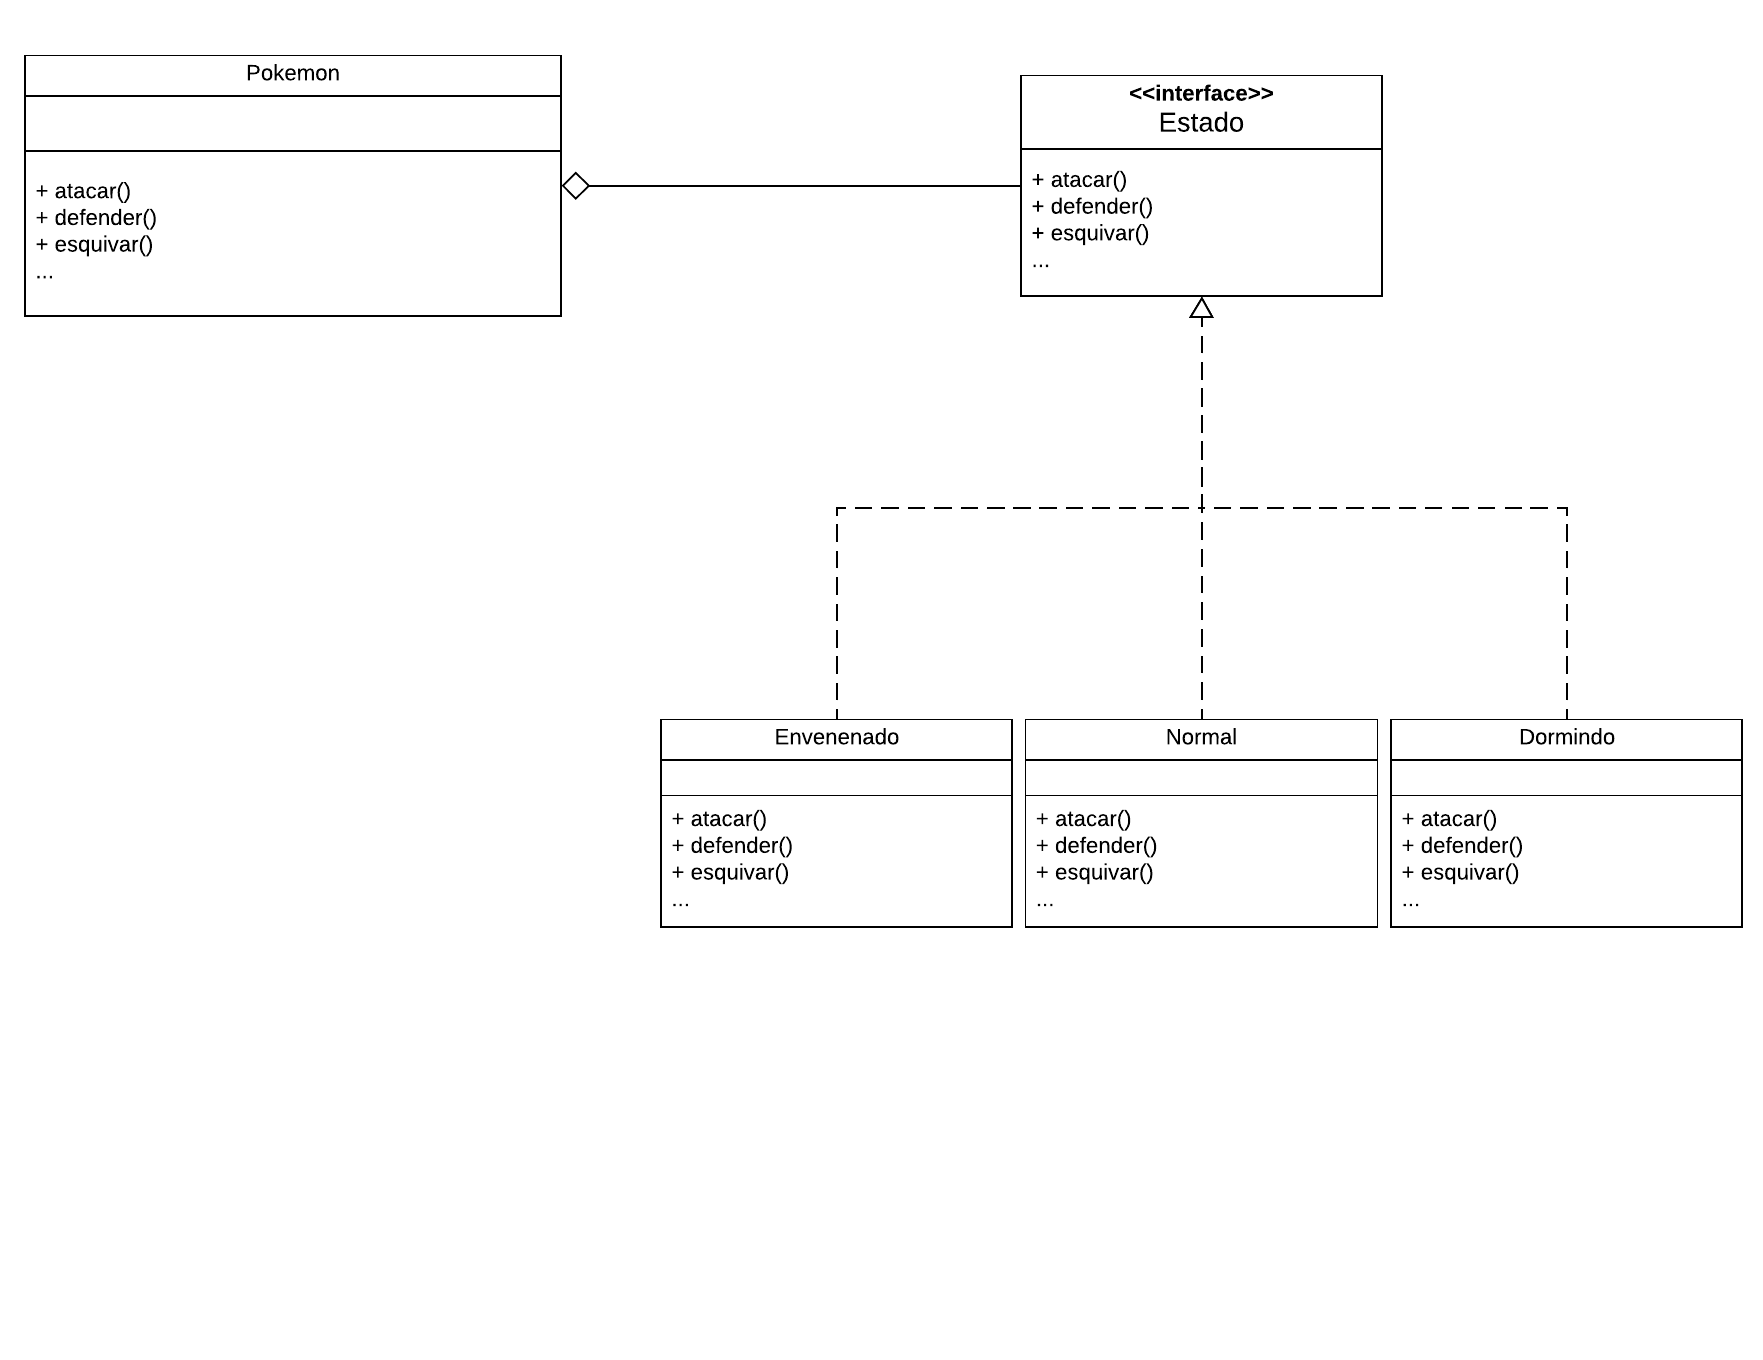 Pokemon
+ atacar()
+ defender()
+ esquivar()
...
<<interface>>
Estado
+ atacar()
+ defender()
+ esquivar()
...
Envenenado
+ atacar()
+ defender()
+ esquivar()
...
Normal
+ atacar()
+ defender()
+ esquivar()
...
Dormindo
+ atacar()
+ defender()
+ esquivar()
...